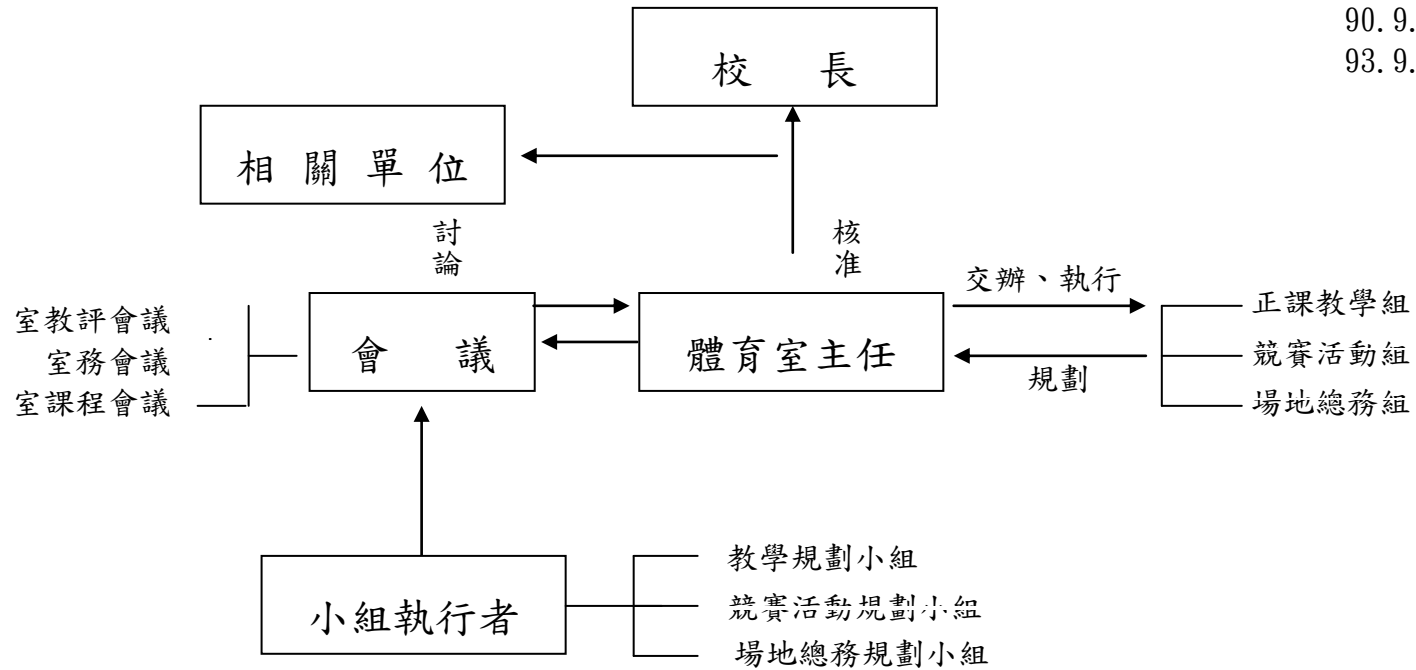 90.9.
93.9.
校 長
相 關 單 位
討論
核准
交辦、執行
室教評會議
室務會議
室課程會議
會 議
體育室主任
規劃
正課教學組
競賽活動組
場地總務組
小組執行者
教學規劃小組
競賽活動規劃小組
場地總務規劃小組